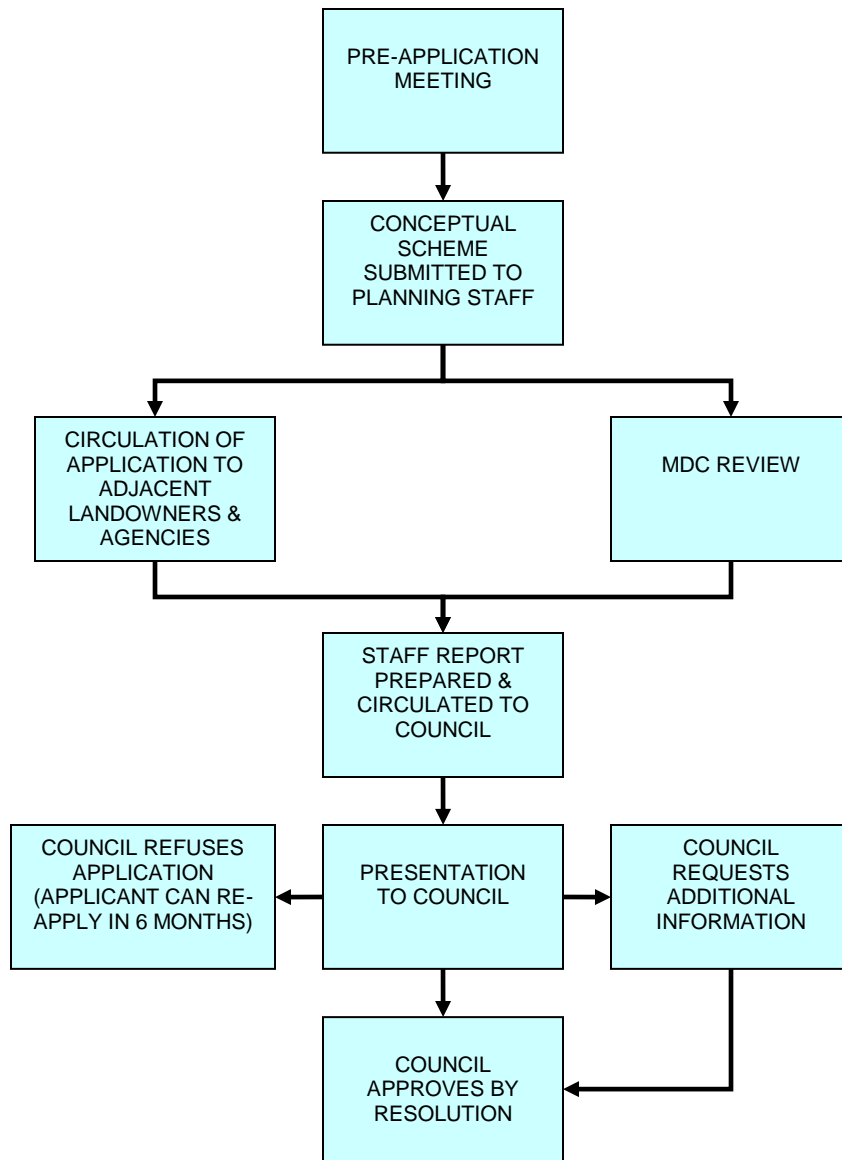 PRE-APPLICATION
MEETING
CONCEPTUAL
SCHEME
SUBMITTED TO
PLANNING STAFF
CIRCULATION OF
APPLICATION TO
ADJACENT
LANDOWNERS &
AGENCIES
MDC REVIEW
STAFF REPORT
PREPARED &
CIRCULATED TO
COUNCIL
COUNCIL REFUSES
APPLICATION
(APPLICANT CAN RE-
APPLY IN 6 MONTHS)
PRESENTATION
TO COUNCIL
COUNCIL
REQUESTS
ADDITIONAL
INFORMATION
COUNCIL
APPROVES BY
RESOLUTION